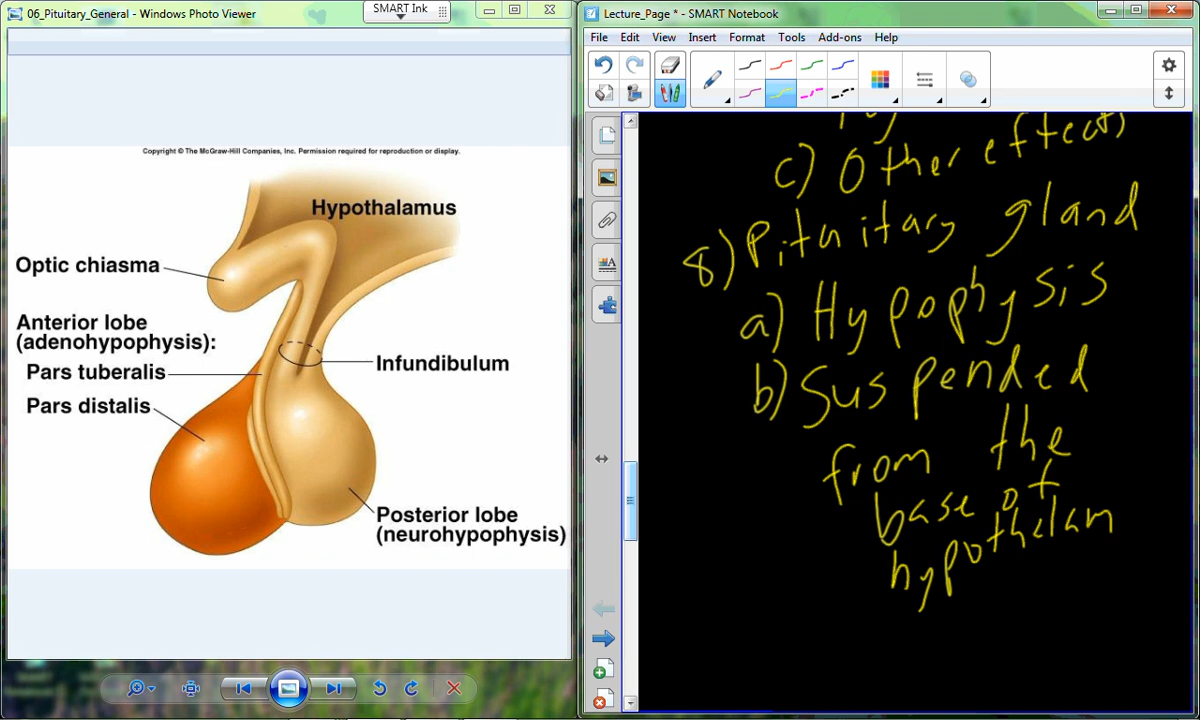 06_Pituitary_General - Windows Photo Viewer
SMART Ink
Copyright © The McGraw-Hill Companies, Inc. Permission required for reproduction or display.
Hypothalamus
Optic chiasma
Anterior lobe
(adenohypophysis):
Pars tuberalis
Infundibulum
Pars distalis
Posterior lobe
(neurohypophysis)
Lecture_Page * - SMART Notebook
File Edit View Insert Format Tools Add-ons Help
c) Other effects
8) Pituitary gland
a) Hypophysis
b) Suspended
from the
base of
hypothalam